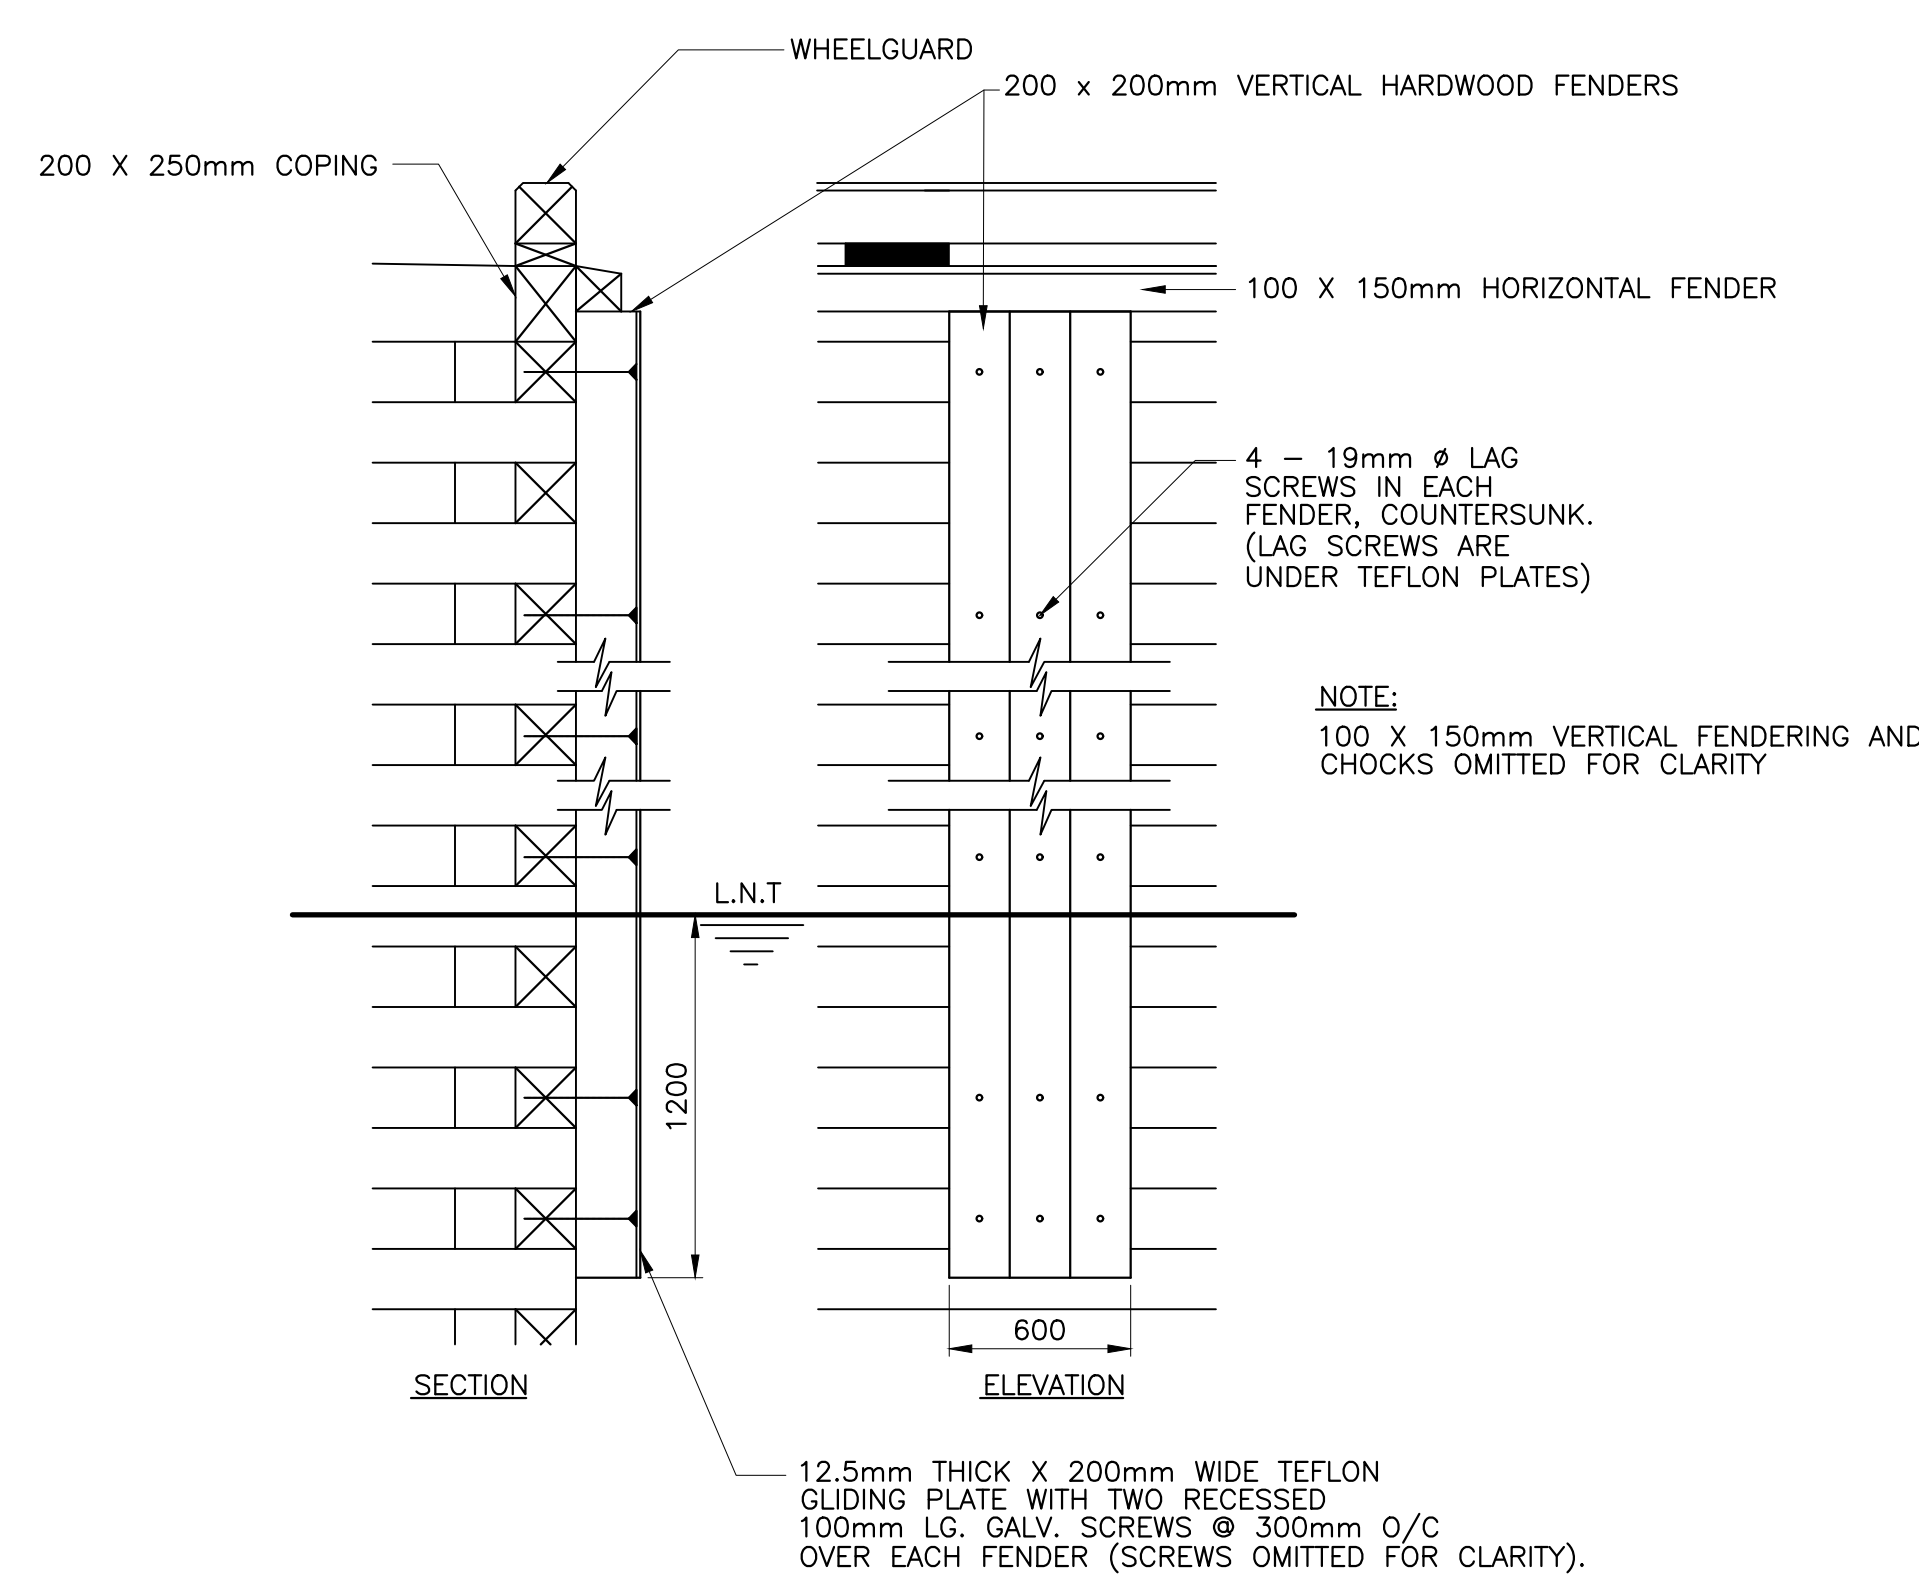 WHEELGUARD
200 x 200mm VERTICAL HARDWOOD FENDERS
200 X 250mm COPING
100 X 150mm HORIZONTAL FENDER
4 – 19mm ø LAG
SCREWS IN EACH
FENDER, COUNTERSUNK.
(LAG SCREWS ARE
UNDER TEFLON PLATES)
NOTE:
100 X 150mm VERTICAL FENDERING AND
CHOCKS OMITTED FOR CLARITY
L.N.T
1200
600
SECTION
ELEVATION
12.5mm THICK X 200mm WIDE TEFLON
GLIDING PLATE WITH TWO RECESSED
100mm LG. GALV. SCREWS @ 300mm O/C
OVER EACH FENDER (SCREWS OMITTED FOR CLARITY).